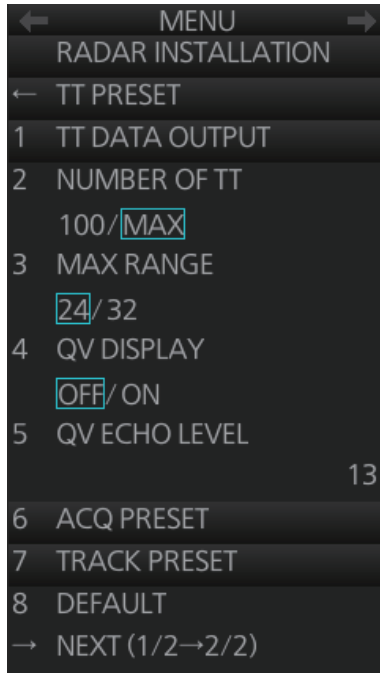 ← MENU →
RADAR INSTALLATION
← TT PRESET
1 TT DATA OUTPUT
2 NUMBER OF TT
100/MAX
3 MAX RANGE
24/32
4 QV DISPLAY
OFF/ON
5 QV ECHO LEVEL
13
6 ACQ PRESET
7 TRACK PRESET
8 DEFAULT
→ NEXT (1/2→2/2)